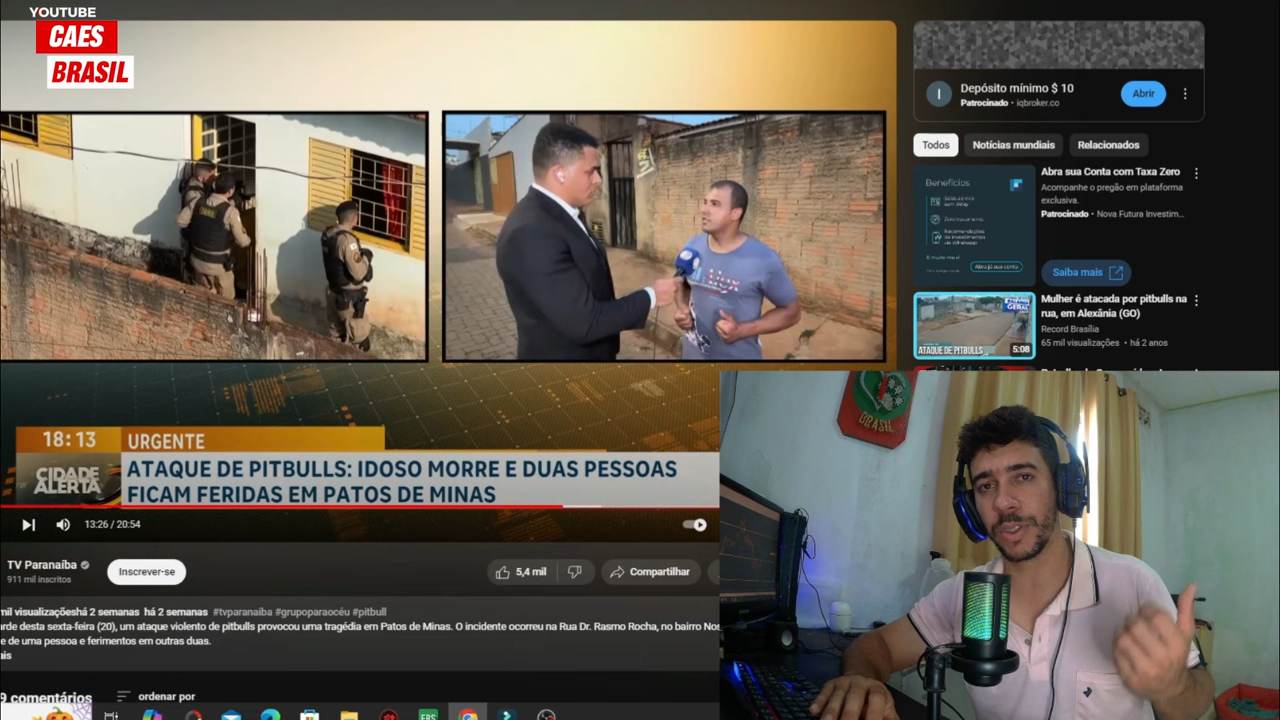 YOUTUBE
CAES
BRASIL
Depósito mínimo $ 10
Patrocinado • iqbroker.co
Abrir
Todos
Notícias mundiais
Relacionados
Benefícios
Abra sua Conta com Taxa Zero
Acompanhe o pregão em plataforma
exclusiva.
Patrocinado • Nova Futura Investim...
Saiba mais
Mulher é atacada por pitbulls na
rua, em Alexânia (GO)
Record Brasília
65 mil visualizações • há 2 anos
ATAQUE DE PITBULLS
5:08
18:13
URGENTE
CIDADE
ALERTA
ATAQUE DE PITBULLS: IDOSO MORRE E DUAS PESSOAS
FICAM FERIDAS EM PATOS DE MINAS
13:26 / 20:54
TV Paranaíba
911 mil inscritos
Inscrever-se
5,4 mil
Compartilhar
mil visualizações há 2 semanas há 2 semanas #tvparanaiba #grupoparaocéu #pitbull
arde desta sexta-feira (20), um ataque violento de pitbulls provocou uma tragédia em Patos de Minas. O incidente ocorreu na Rua Dr. Rasmo Rocha, no bairro Nos
e de uma pessoa e ferimentos em outras duas.
ais
9 comentários
ordenar por
BRASIL